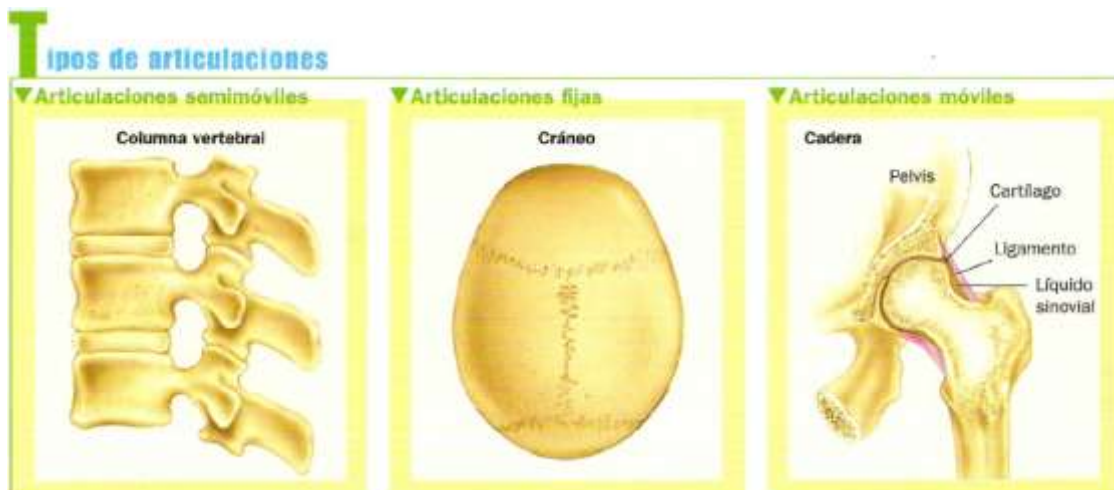 Tipos de articulaciones
▼Articulaciones semimóviles
Columna vertebral
▼Articulaciones fijas
Cráneo
▼Articulaciones móviles
Cadera
Pelvis
Cartílago
Ligamento
Líquido
sinovial